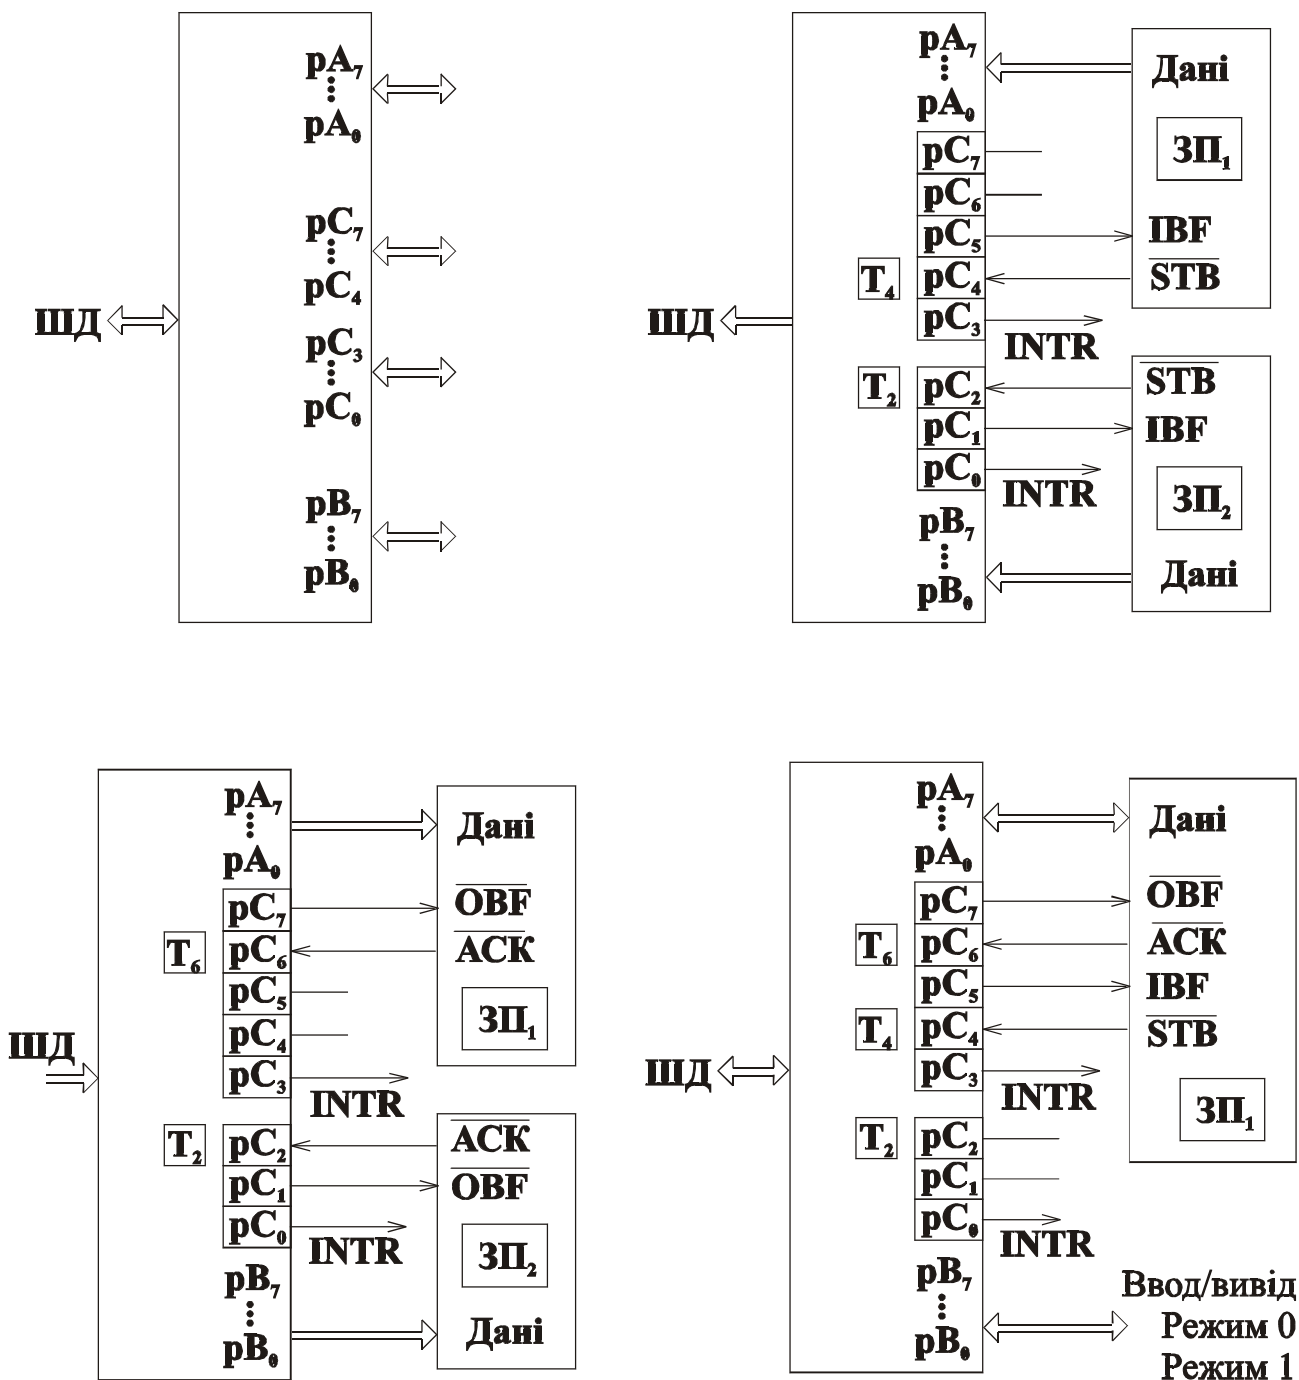 pA₇
pA₀
pC₇
pC₄
ШД
pC₃
pC₀
pB₇
pB₀
pA₇
Дані
pA₀
pC₇
ЗП₁
pC₆
pC₅
IBF
T₄
pC₄
STB
ШД
pC₃
INTR
T₂
pC₂
STB
pC₁
IBF
pC₀
INTR
ЗП₂
pB₇
Дані
pB₀
pA₇
Дані
pA₀
pC₇
OBF
T₆
pC₆
ACK
pC₅
ЗП₁
pC₄
ШД
pC₃
INTR
T₂
pC₂
ACK
pC₁
OBF
pC₀
INTR
ЗП₂
pB₇
Дані
pB₀
pA₇
Дані
pA₀
pC₇
OBF
T₆
pC₆
ACK
pC₅
IBF
T₄
pC₄
STB
ШД
pC₃
INTR
ЗП₁
T₂
pC₂
pC₁
pC₀
INTR
pB₇
Ввод/вивід
pB₀
Режим 0
Режим 1